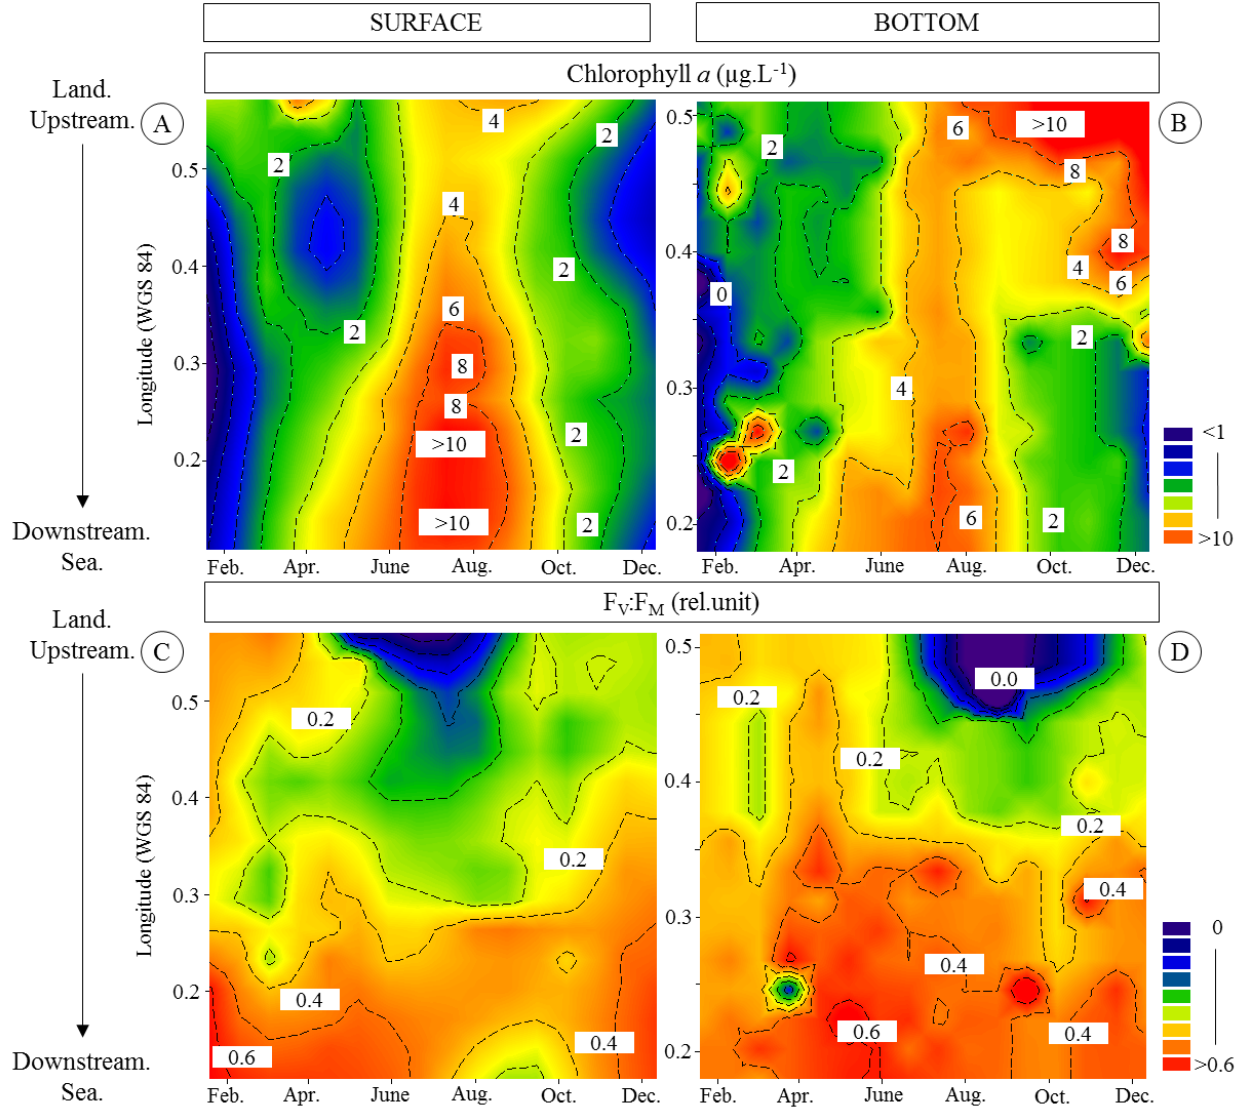 SURFACE
BOTTOM
Chlorophyll a (µg.L-1)
Land.
Upstream.
A
B
Downstream.
Sea.
Longitude (WGS 84)
0.5
0.4
0.3
0.2
2
4
2
4
2
6
2
8
8
2
>10
>10
2
Feb.
Apr.
June
Aug.
Oct.
Dec.
0.5
0.4
0.3
0.2
6
>10
2
8
8
4
6
0
2
4
2
6
2
Feb.
Apr.
June
Aug.
Oct.
Dec.
<1
>10
FV:FM (rel.unit)
Land.
Upstream.
C
D
Downstream.
Sea.
Longitude (WGS 84)
0.5
0.4
0.3
0.2
0.2
0.2
0.4
0.4
0.6
Feb.
Apr.
June
Aug.
Oct.
Dec.
0.5
0.4
0.3
0.2
0.0
0.2
0.2
0.2
0.4
0.4
0.6
0.4
Feb.
Apr.
June
Aug.
Oct.
Dec.
0
>0.6